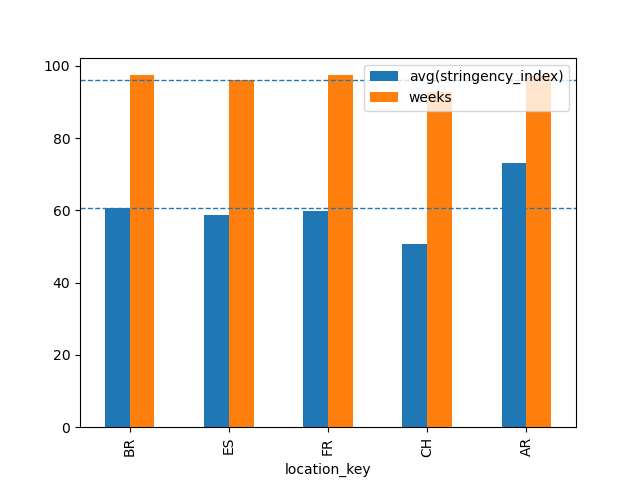 100
80
60
40
20
0
avg(stringency_index)
weeks
BR
ES
FR
CH
AR
location_key